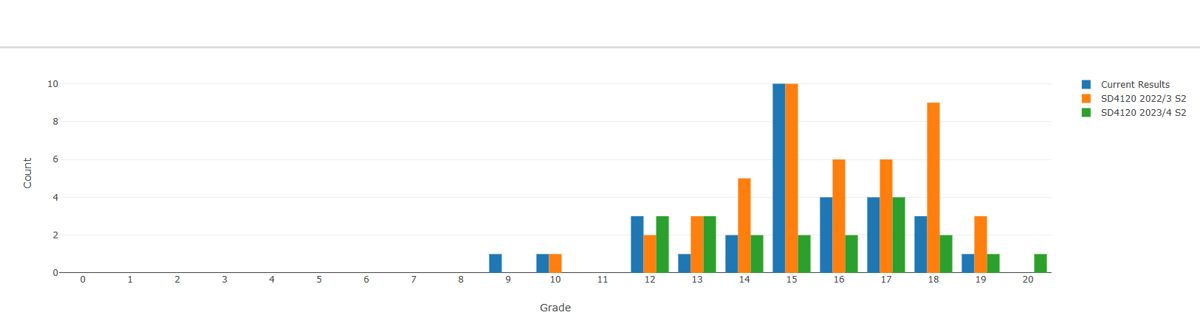 10
8
6
4
2
0
Count
0 1 2 3 4 5 6 7 8 9 10 11 12 13 14 15 16 17 18 19 20
Grade
Current Results
SD4120 2022/3 S2
SD4120 2023/4 S2